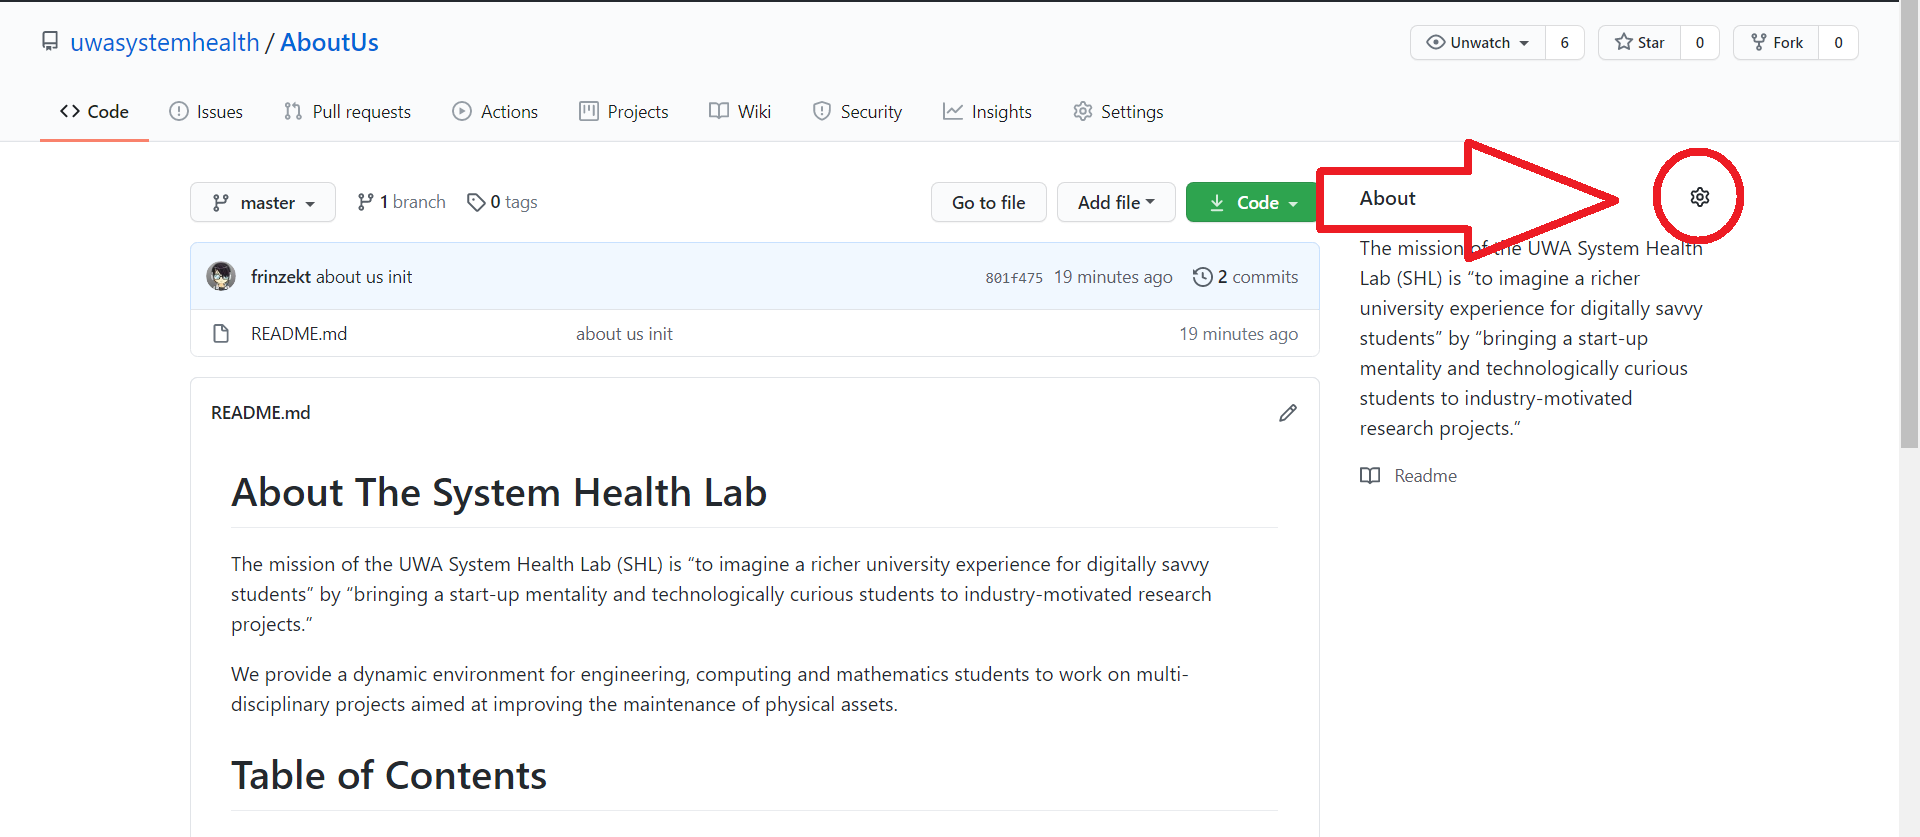 uwasystemhealth / AboutUs
Unwatch 6 Star 0 Fork 0
Code Issues Pull requests Actions Projects Wiki Security Insights Settings
master 1 branch 0 tags Go to file Add file Code
frinzekt about us init 801f475 19 minutes ago 2 commits
README.md about us init 19 minutes ago
README.md
About The System Health Lab
The mission of the UWA System Health Lab (SHL) is “to imagine a richer university experience for digitally savvy
students” by “bringing a start-up mentality and technologically curious students to industry-motivated research
projects.”
We provide a dynamic environment for engineering, computing and mathematics students to work on multi-
disciplinary projects aimed at improving the maintenance of physical assets.
Table of Contents
About
The mission of the UWA System Health
Lab (SHL) is “to imagine a richer
university experience for digitally savvy
students” by “bringing a start-up
mentality and technologically curious
students to industry-motivated
research projects.”
Readme